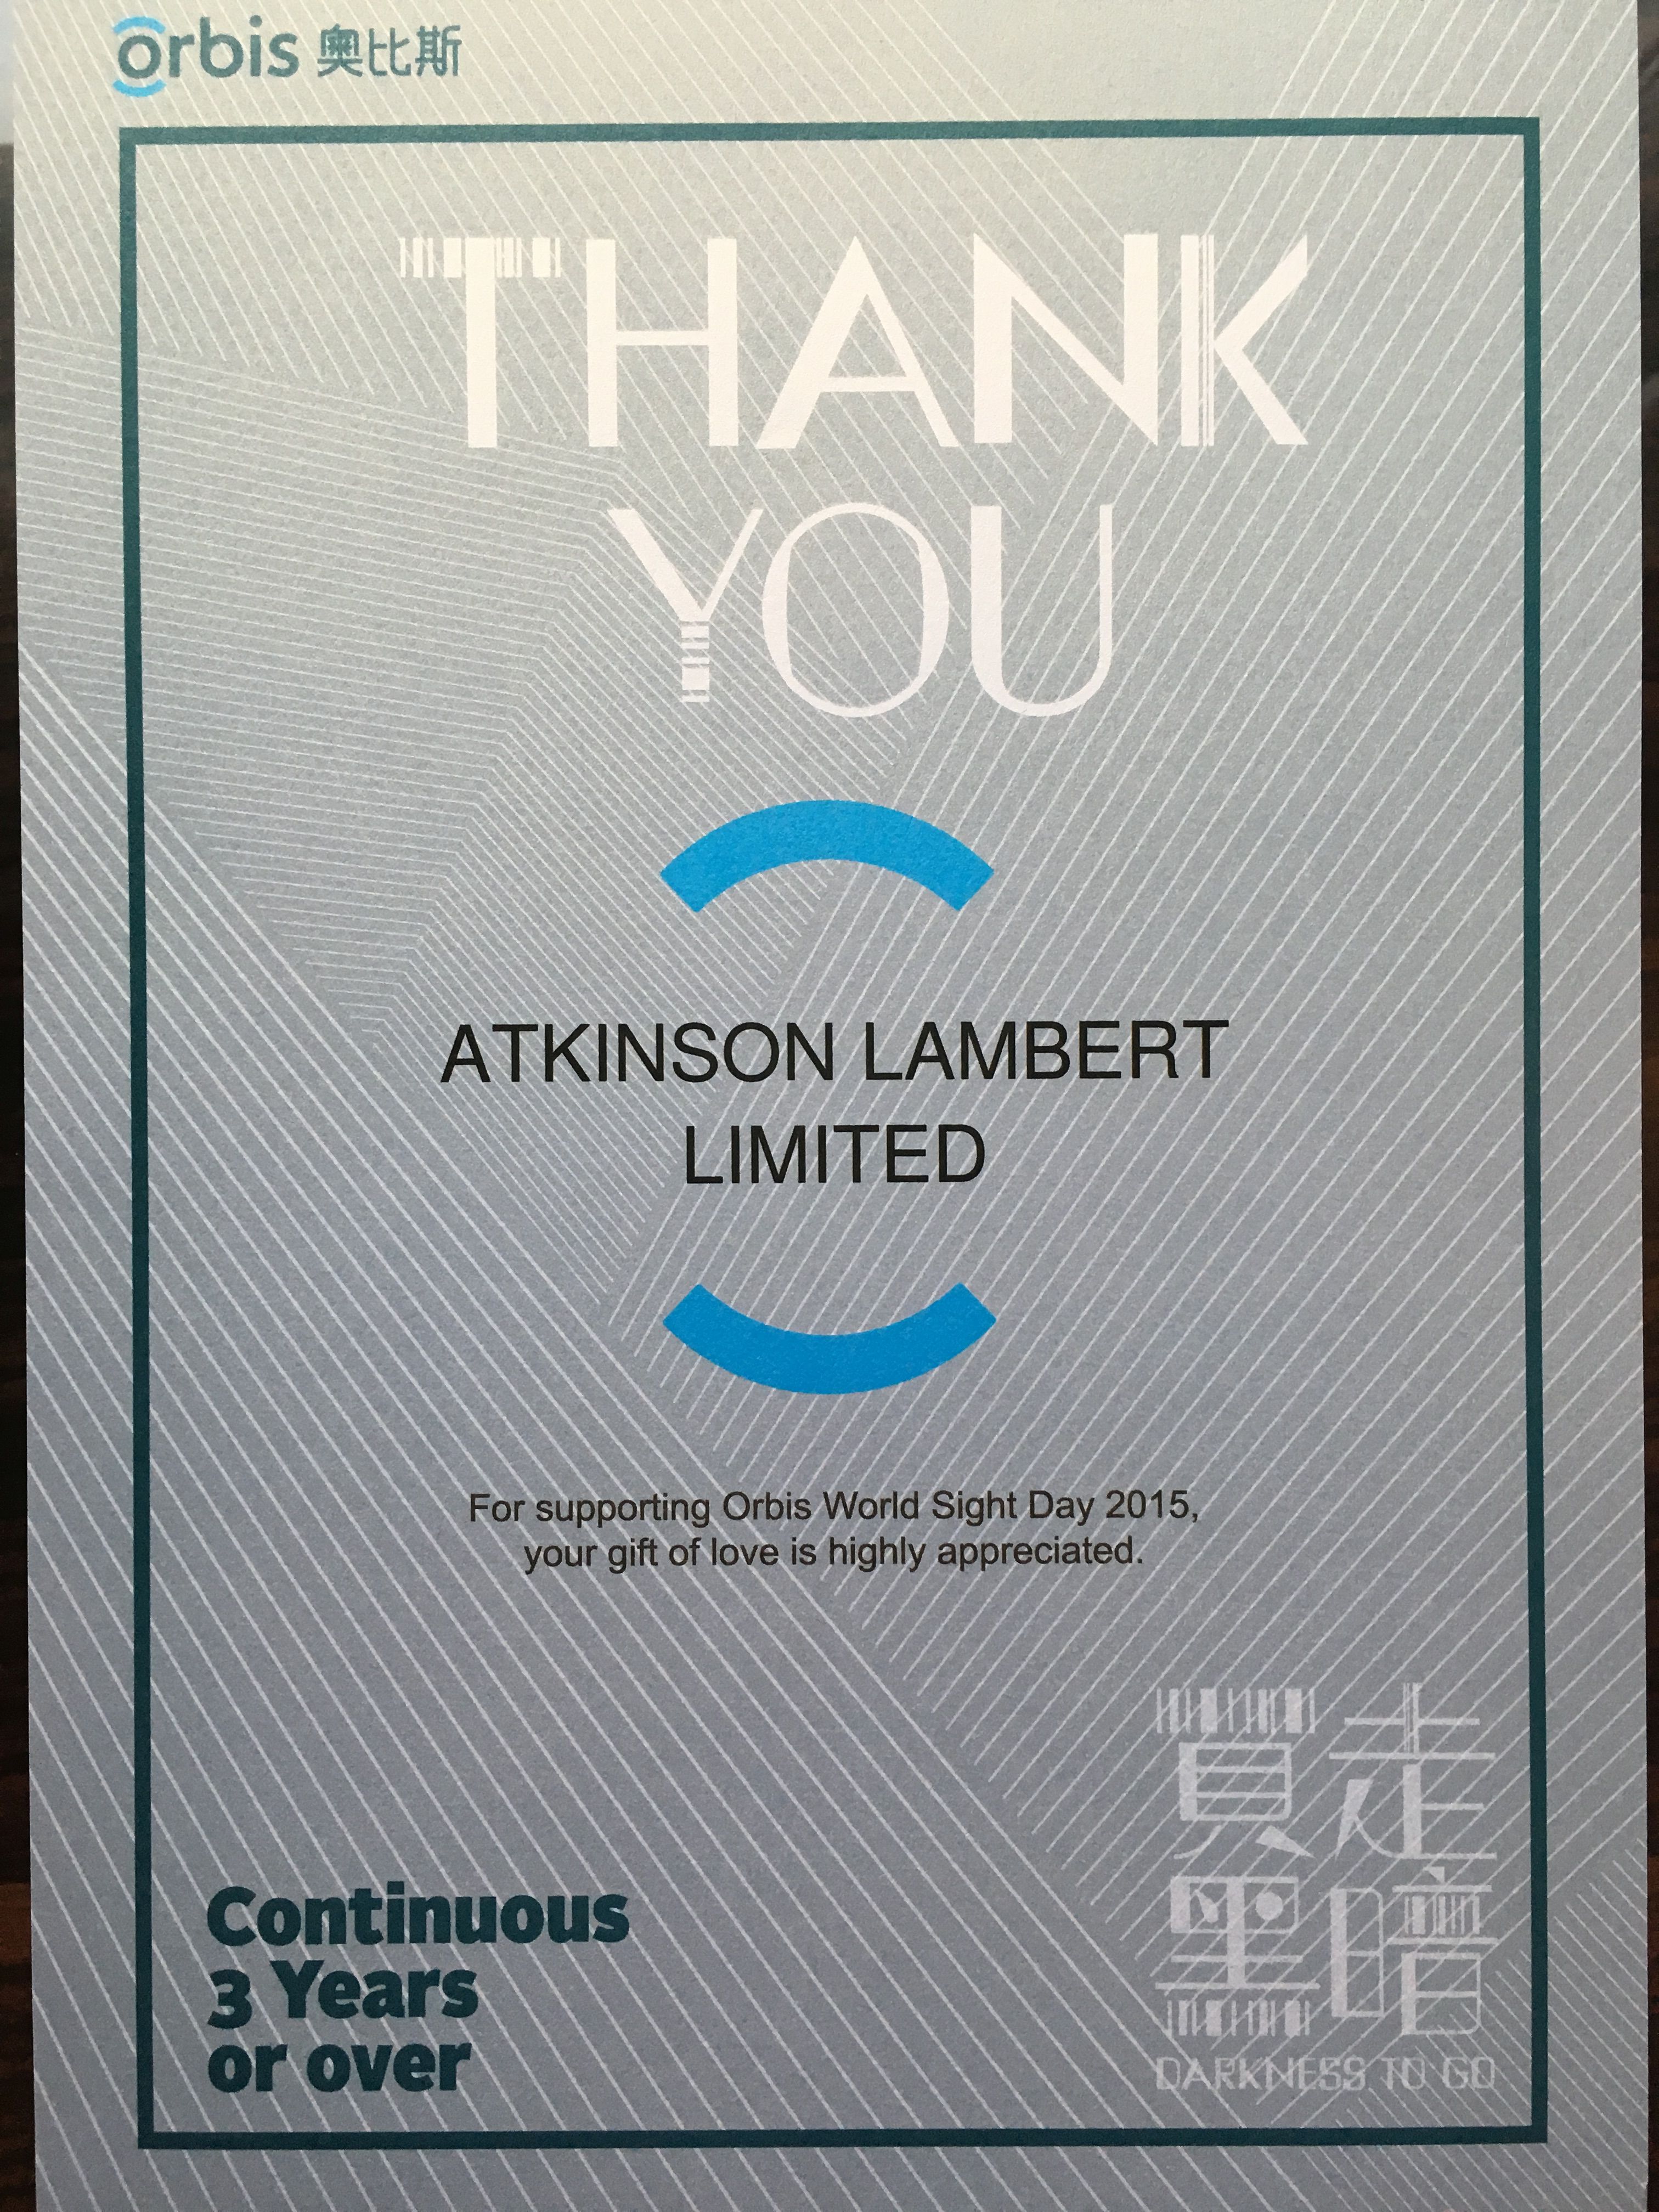 orbis 奧比斯
THANK
YOU
ATKINSON LAMBERT
LIMITED
For supporting Orbis World Sight Day 2015,
your gift of love is highly appreciated.
Continuous
3 Years
or over
買走
黑暗
DARKNESS TO GO